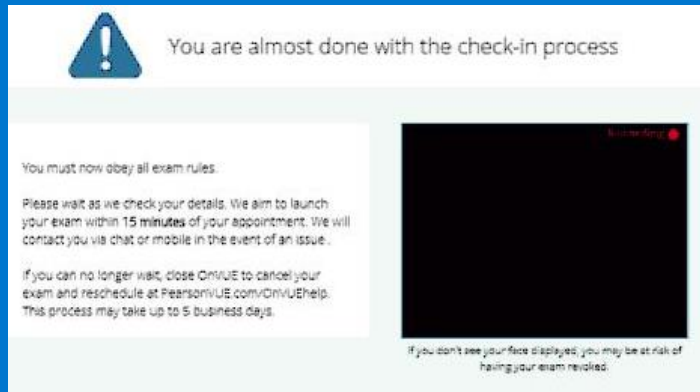 You are almost done with the check-in process
Recording
You must now obey all exam rules.
Please wait as we check your details. We aim to launch
your exam within 15 minutes of your appointment. We will
contact you via chat or mobile in the event of an issue .
If you can no longer wait, close OnVUE to cancel your
exam and reschedule at PearsonVUE.com/OnVUEhelp.
This process may take up to 5 business days.
If you don't see your face displayed, you may be at risk of
having your exam revoked.